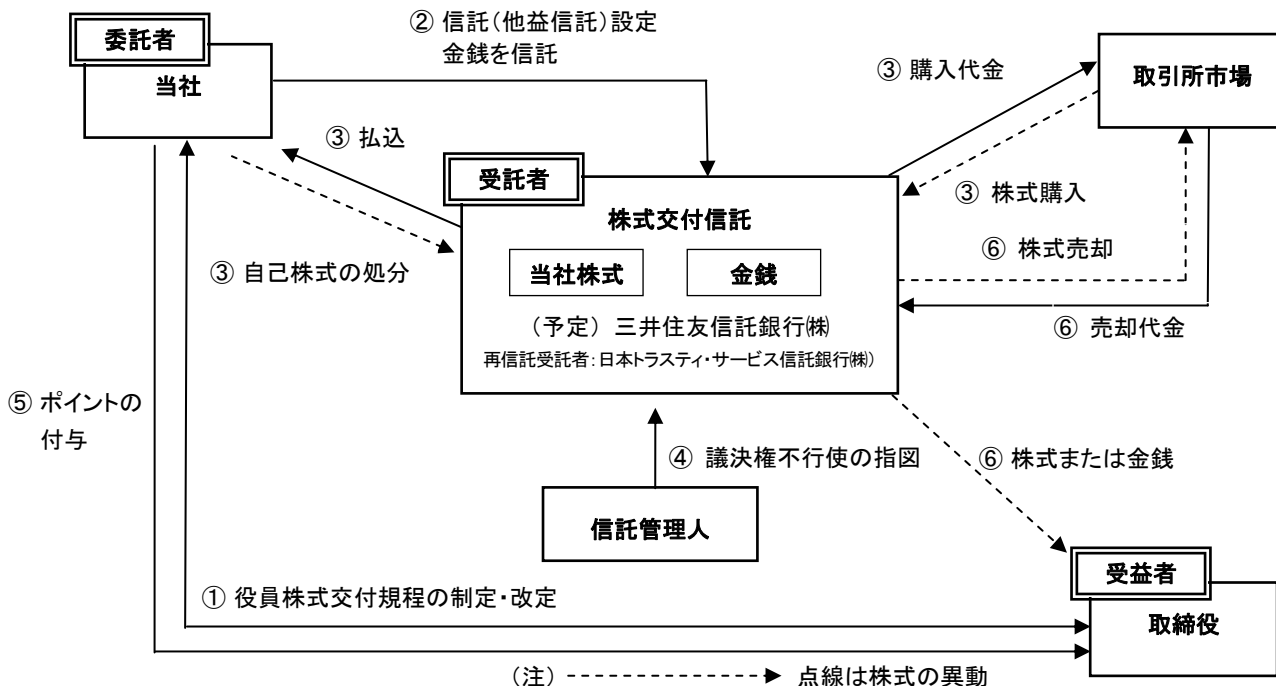 委託者
当社
② 信託(他益信託)設定
金銭を信託
③ 購入代金
取引所市場
③ 払込
受託者
③ 株式購入
株式交付信託
③ 自己株式の処分
当社株式
金銭
⑥ 株式売却
(予定) 三井住友信託銀行㈱
⑥ 売却代金
再信託受託者:日本トラスティ・サービス信託銀行㈱)
⑤ ポイントの
付与
④ 議決権不行使の指図
⑥ 株式または金銭
信託管理人
受益者
① 役員株式交付規程の制定・改定
取締役
(注) 点線は株式の異動